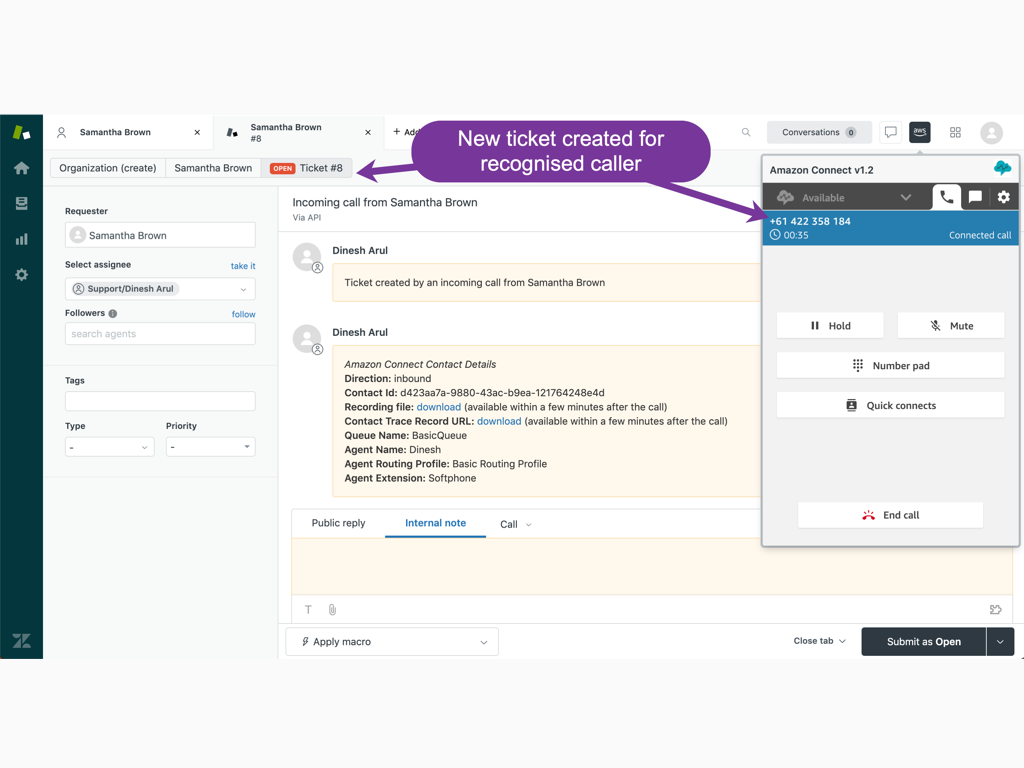 Samantha Brown
Samantha Brown
#8
+ Add
New ticket created for
recognised caller
Conversations 0
aws
Organization (create)
Samantha Brown
OPEN Ticket #8
Requester
Samantha Brown
Select assignee
take it
Support/Dinesh Arul
Followers
follow
search agents
Tags
Type
Priority
-
-
Incoming call from Samantha Brown
Via API
Dinesh Arul
Ticket created by an incoming call from Samantha Brown
Dinesh Arul
Amazon Connect Contact Details
Direction: inbound
Contact Id: d423aa7a-9880-43ac-b9ea-121764248e4d
Recording file: download (available within a few minutes after the call)
Contact Trace Record URL: download (available within a few minutes after the call)
Queue Name: BasicQueue
Agent Name: Dinesh
Agent Routing Profile: Basic Routing Profile
Agent Extension: Softphone
Public reply
Internal note
Call
T
Apply macro
Close tab
Submit as Open
Amazon Connect v1.2
Available
+61 422 358 184
00:35
Connected call
Hold
Mute
Number pad
Quick connects
End call